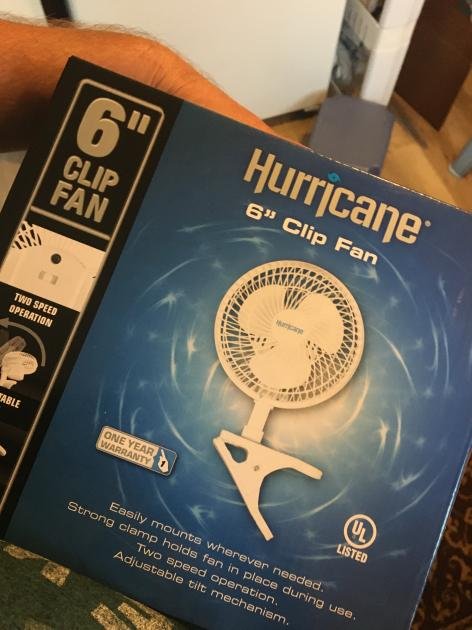 6"
CLIP
FAN
TWO SPEED
OPERATION
Hurricane®
6" Clip Fan
Hurricane
ONE YEAR
WARRANTY
1
UL
LISTED
Easily mounts wherever needed.
Strong clamp holds fan in place during use.
Two speed operation.
Adjustable tilt mechanism.